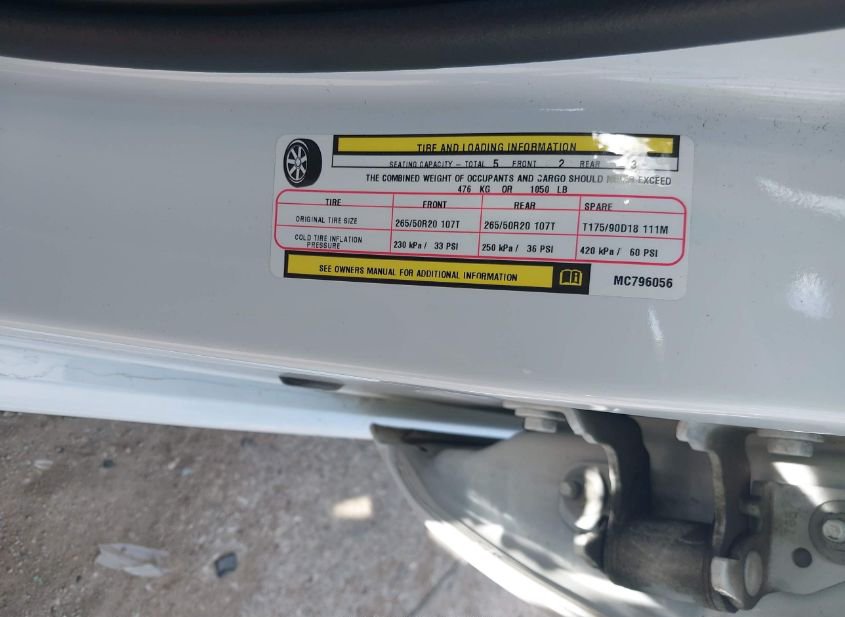 TIRE AND LOADING INFORMATION
SEATING CAPACITY - TOTAL 5 FRONT - 2 REAR - 3
THE COMBINED WEIGHT OF OCCUPANTS AND CARGO SHOULD NEVER EXCEED
476 KG OR 1050 LB
TIRE FRONT REAR SPARE
ORIGINAL TIRE SIZE 265/50R20 107T 265/50R20 107T T175/90D18 111M
COLD TIRE INFLATION PRESSURE 230 kPa / 33 PSI 250 kPa / 36 PSI 420 kPa / 60 PSI
SEE OWNERS MANUAL FOR ADDITIONAL INFORMATION
MC796056